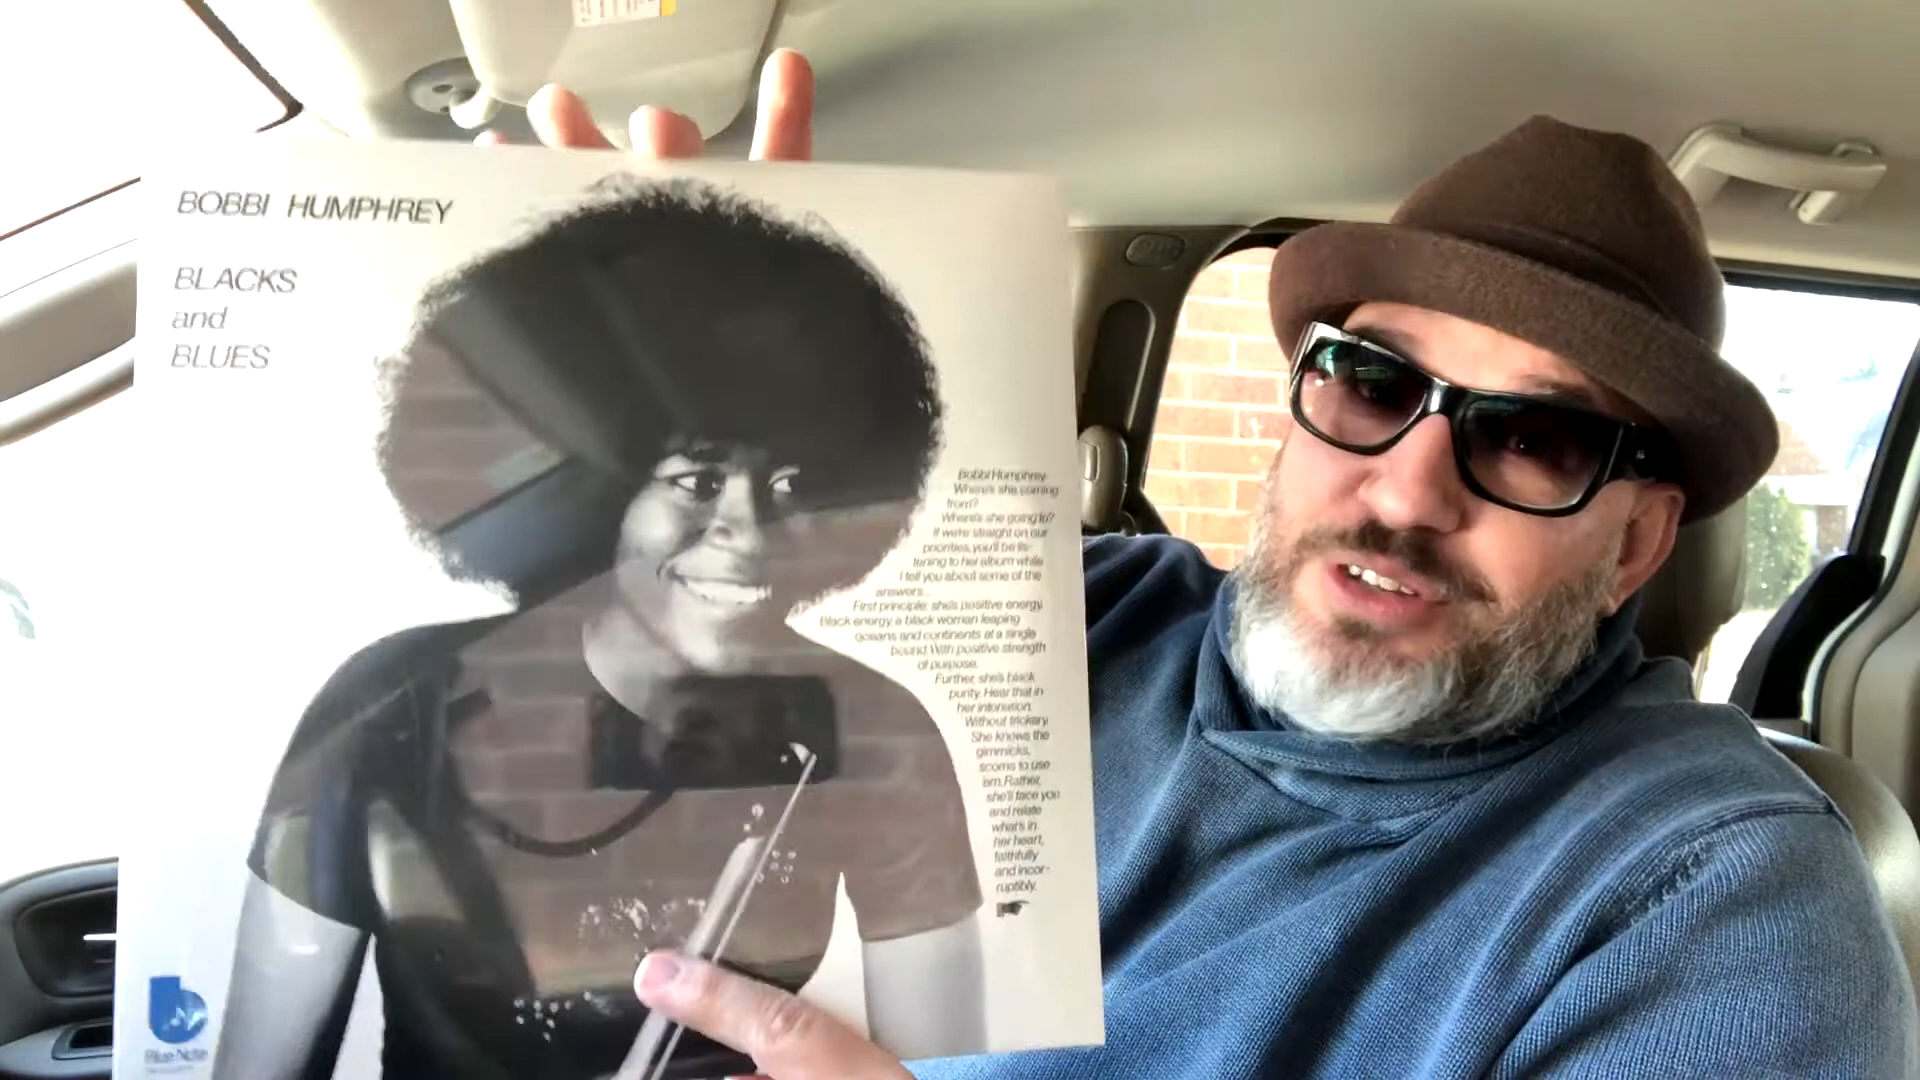 BOBBI HUMPHREY
BLACKS
and
BLUES
Bobbi Humphrey
Where's she coming
from?
Where's she going to?
If we're straight on our
priorities, you'll be lis-
tening to her album while
I tell you about some of the
answers...
First principle: she's positive energy.
Black energy, a black woman leaping
oceans and continents at a single
bound. With positive strength
of purpose.
Further, she's black
purity. Hear that in
her intonation.
Without trickery.
She knows the
gimmicks,
scorns to use
'em. Rather,
she'll face you
and relate
what's in
her heart,
faithfully
and incor-
ruptibly.
Blue Note